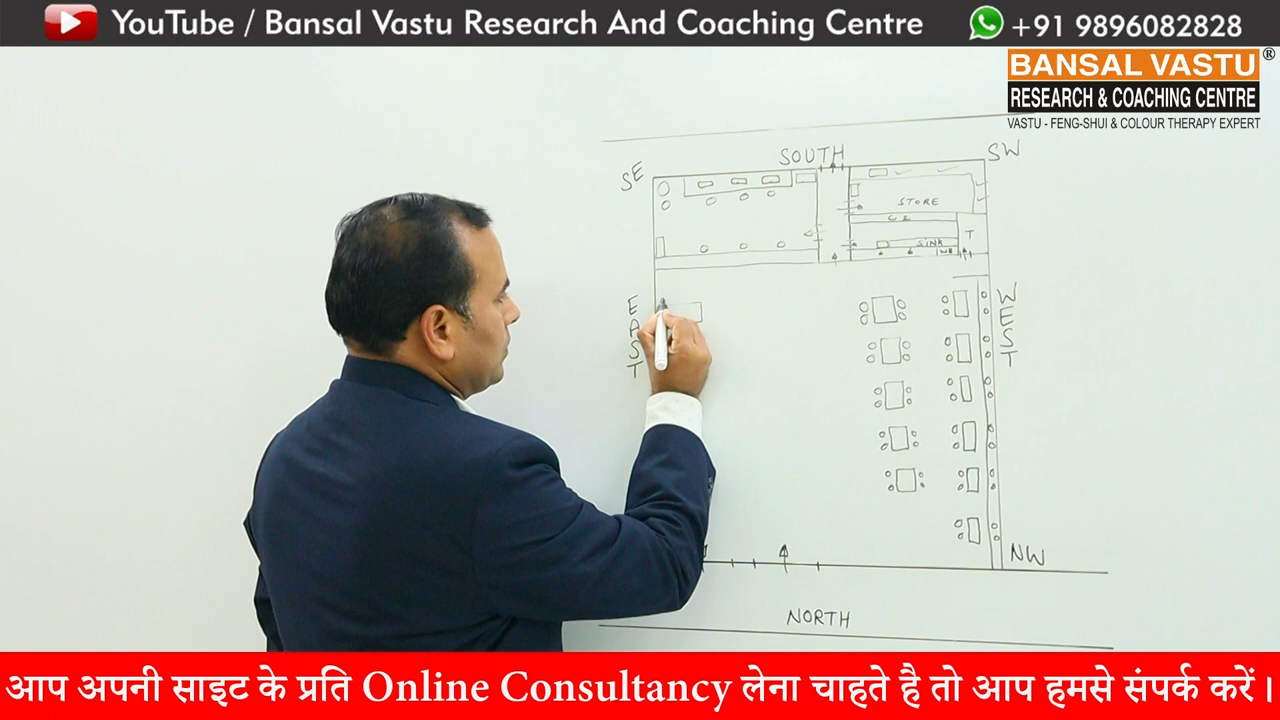 YouTube / Bansal Vastu Research And Coaching Centre
+91 9896082828
BANSAL VASTU®
RESEARCH & COACHING CENTRE
VASTU - FENG-SHUI & COLOUR THERAPY EXPERT
SE
SOUTH
SW
STORE
T
SINK
EAST
WEST
NW
NORTH
आप अपनी साइट के प्रति Online Consultancy लेना चाहते है तो आप हमसे संपर्क करें।